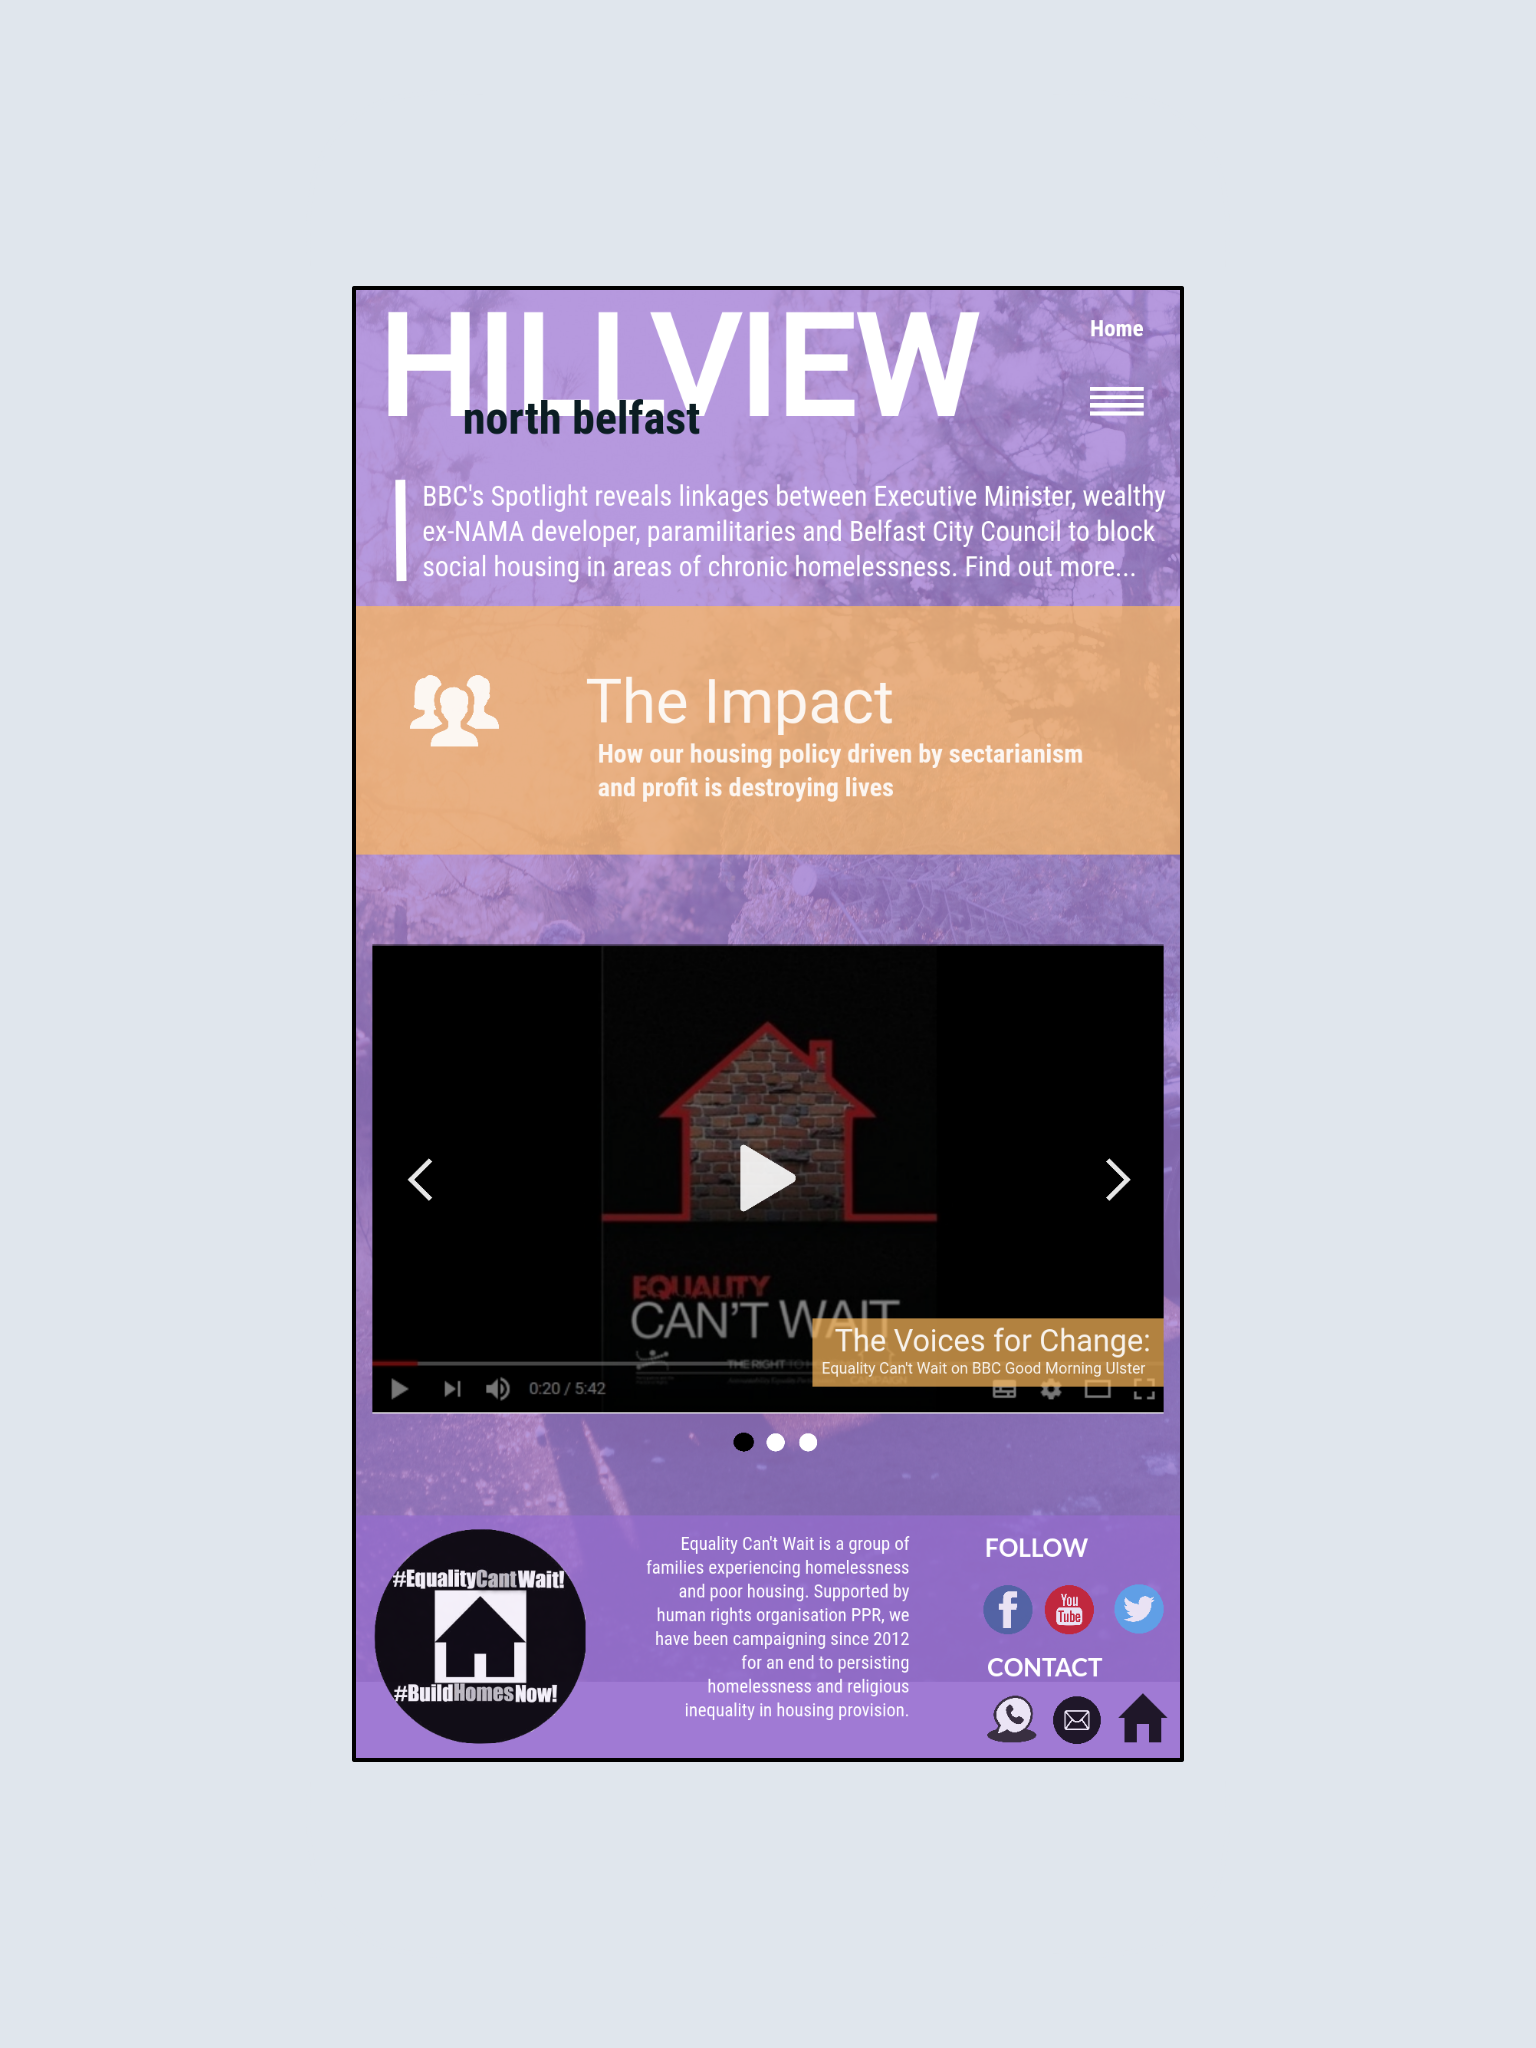 HILLVIEW
north belfast
Home
BBC's Spotlight reveals linkages between Executive Minister, wealthy
ex-NAMA developer, paramilitaries and Belfast City Council to block
social housing in areas of chronic homelessness. Find out more...
The Impact
How our housing policy driven by sectarianism
and profit is destroying lives
EQUALITY
CAN'T WAIT
The Voices for Change:
Equality Can't Wait on BBC Good Morning Ulster
THE RIGHT TO
CAMPAIGN
0:20 / 5:42
#EqualityCantWait!
#BuildHomesNow!
Equality Can't Wait is a group of
families experiencing homelessness
and poor housing. Supported by
human rights organisation PPR, we
have been campaigning since 2012
for an end to persisting
homelessness and religious
inequality in housing provision.
FOLLOW
f
You
Tube
CONTACT